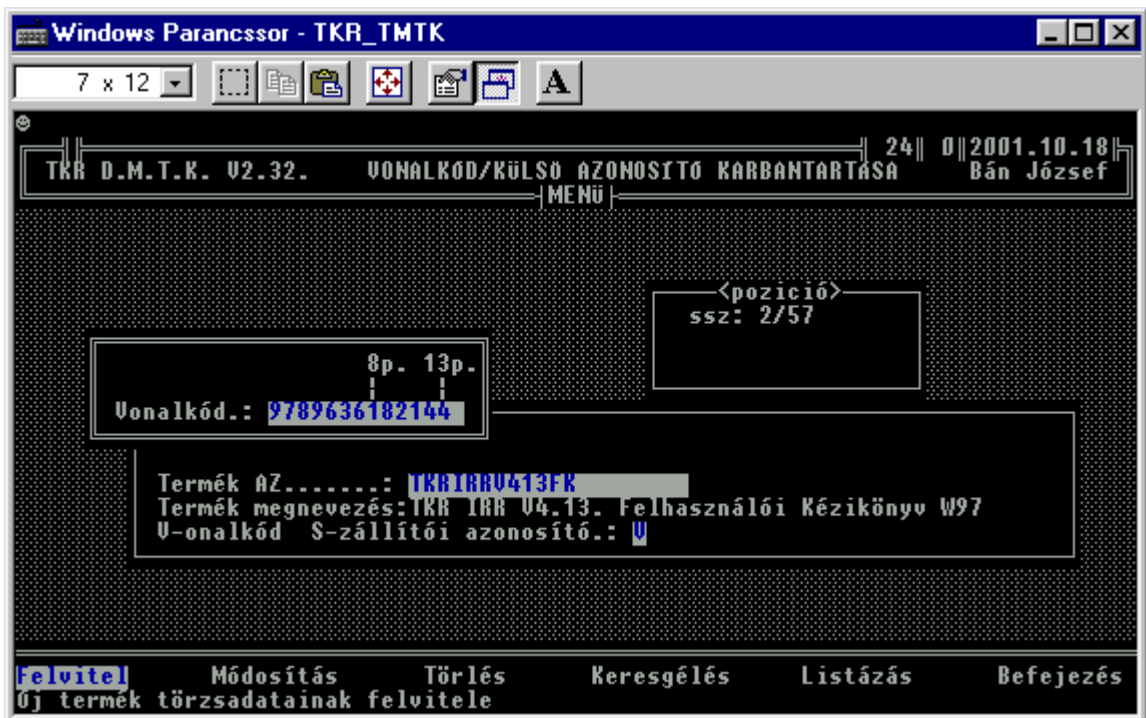 Windows Parancssor - TKR_TMTK
7 x 12
A
24 0 2001.10.18
TKR D.M.T.K. V2.32. VONALKÓD/KüLSŐ AZONOSÍTÓ KARBANTARTÁSA Bán József
MENü
<pozició>
ssz: 2/57
8p. 13p.
Vonalkód.: 9789636182144
Termék AZ.......: TKRIRRV413FK
Termék megnevezés:TKR IRR V4.13. Felhasználói Kézikönyv W97
V-onalkód S-zállítói azonosító.: V
Felvitel Módosítás Törlés Keresgélés Listázás Befejezés
Új termék törzsadatainak felvitele